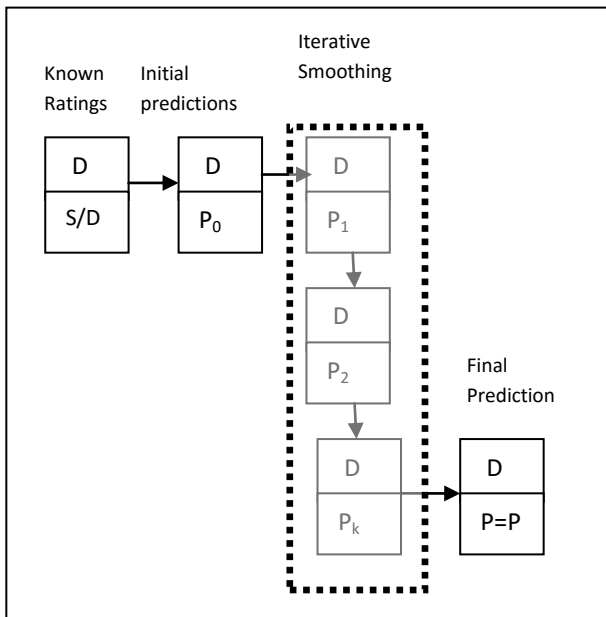 Iterative
Smoothing
Known
Ratings
Initial
predictions
D
S/D
D
P₀
D
P₁
D
P₂
D
Pₖ
Final
Prediction
D
P=P